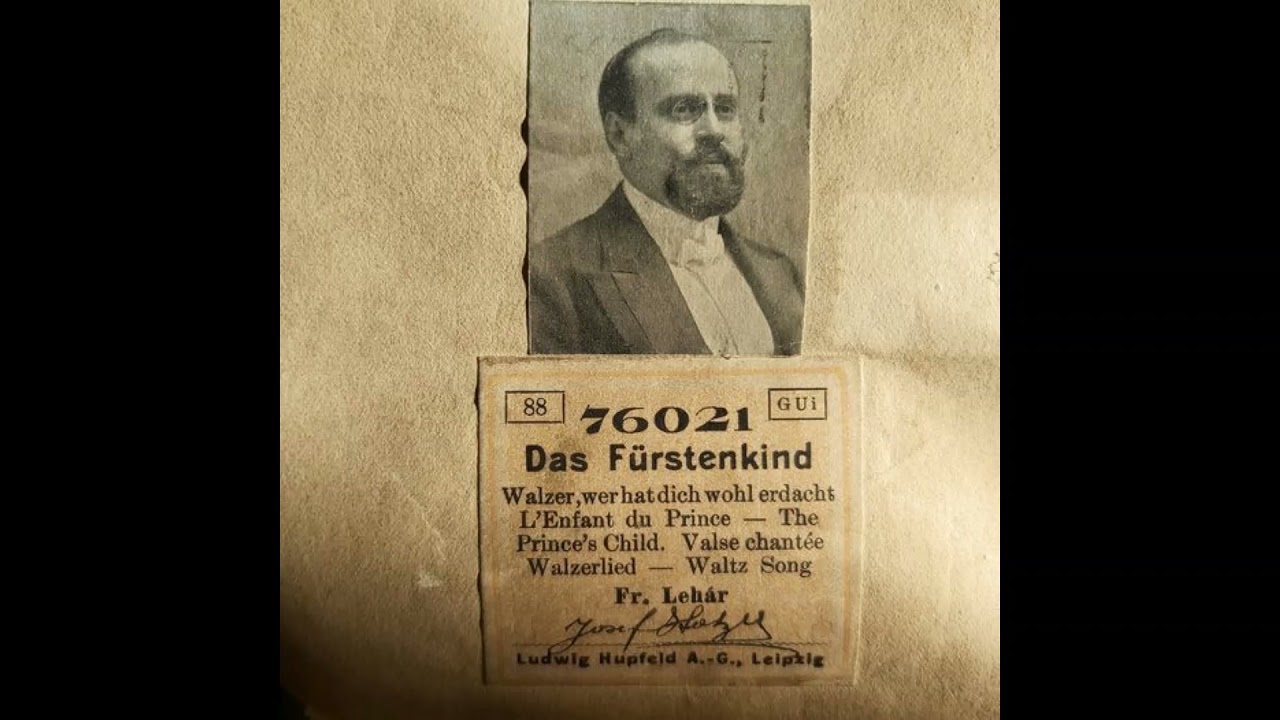 88 76021 GUi
Das Fürstenkind
Walzer, wer hat dich wohl erdacht
L'Enfant du Prince — The
Prince's Child. Valse chantée
Walzerlied — Waltz Song
Fr. Lehár
Josef
Ludwig Hupfeld A.-G., Leipzig